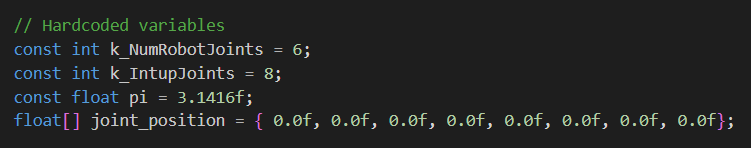 // Hardcoded variables
const int k_NumRobotJoints = 6;
const int k_IntupJoints = 8;
const float pi = 3.1416f;
float[] joint_position = { 0.0f, 0.0f, 0.0f, 0.0f, 0.0f, 0.0f, 0.0f, 0.0f};